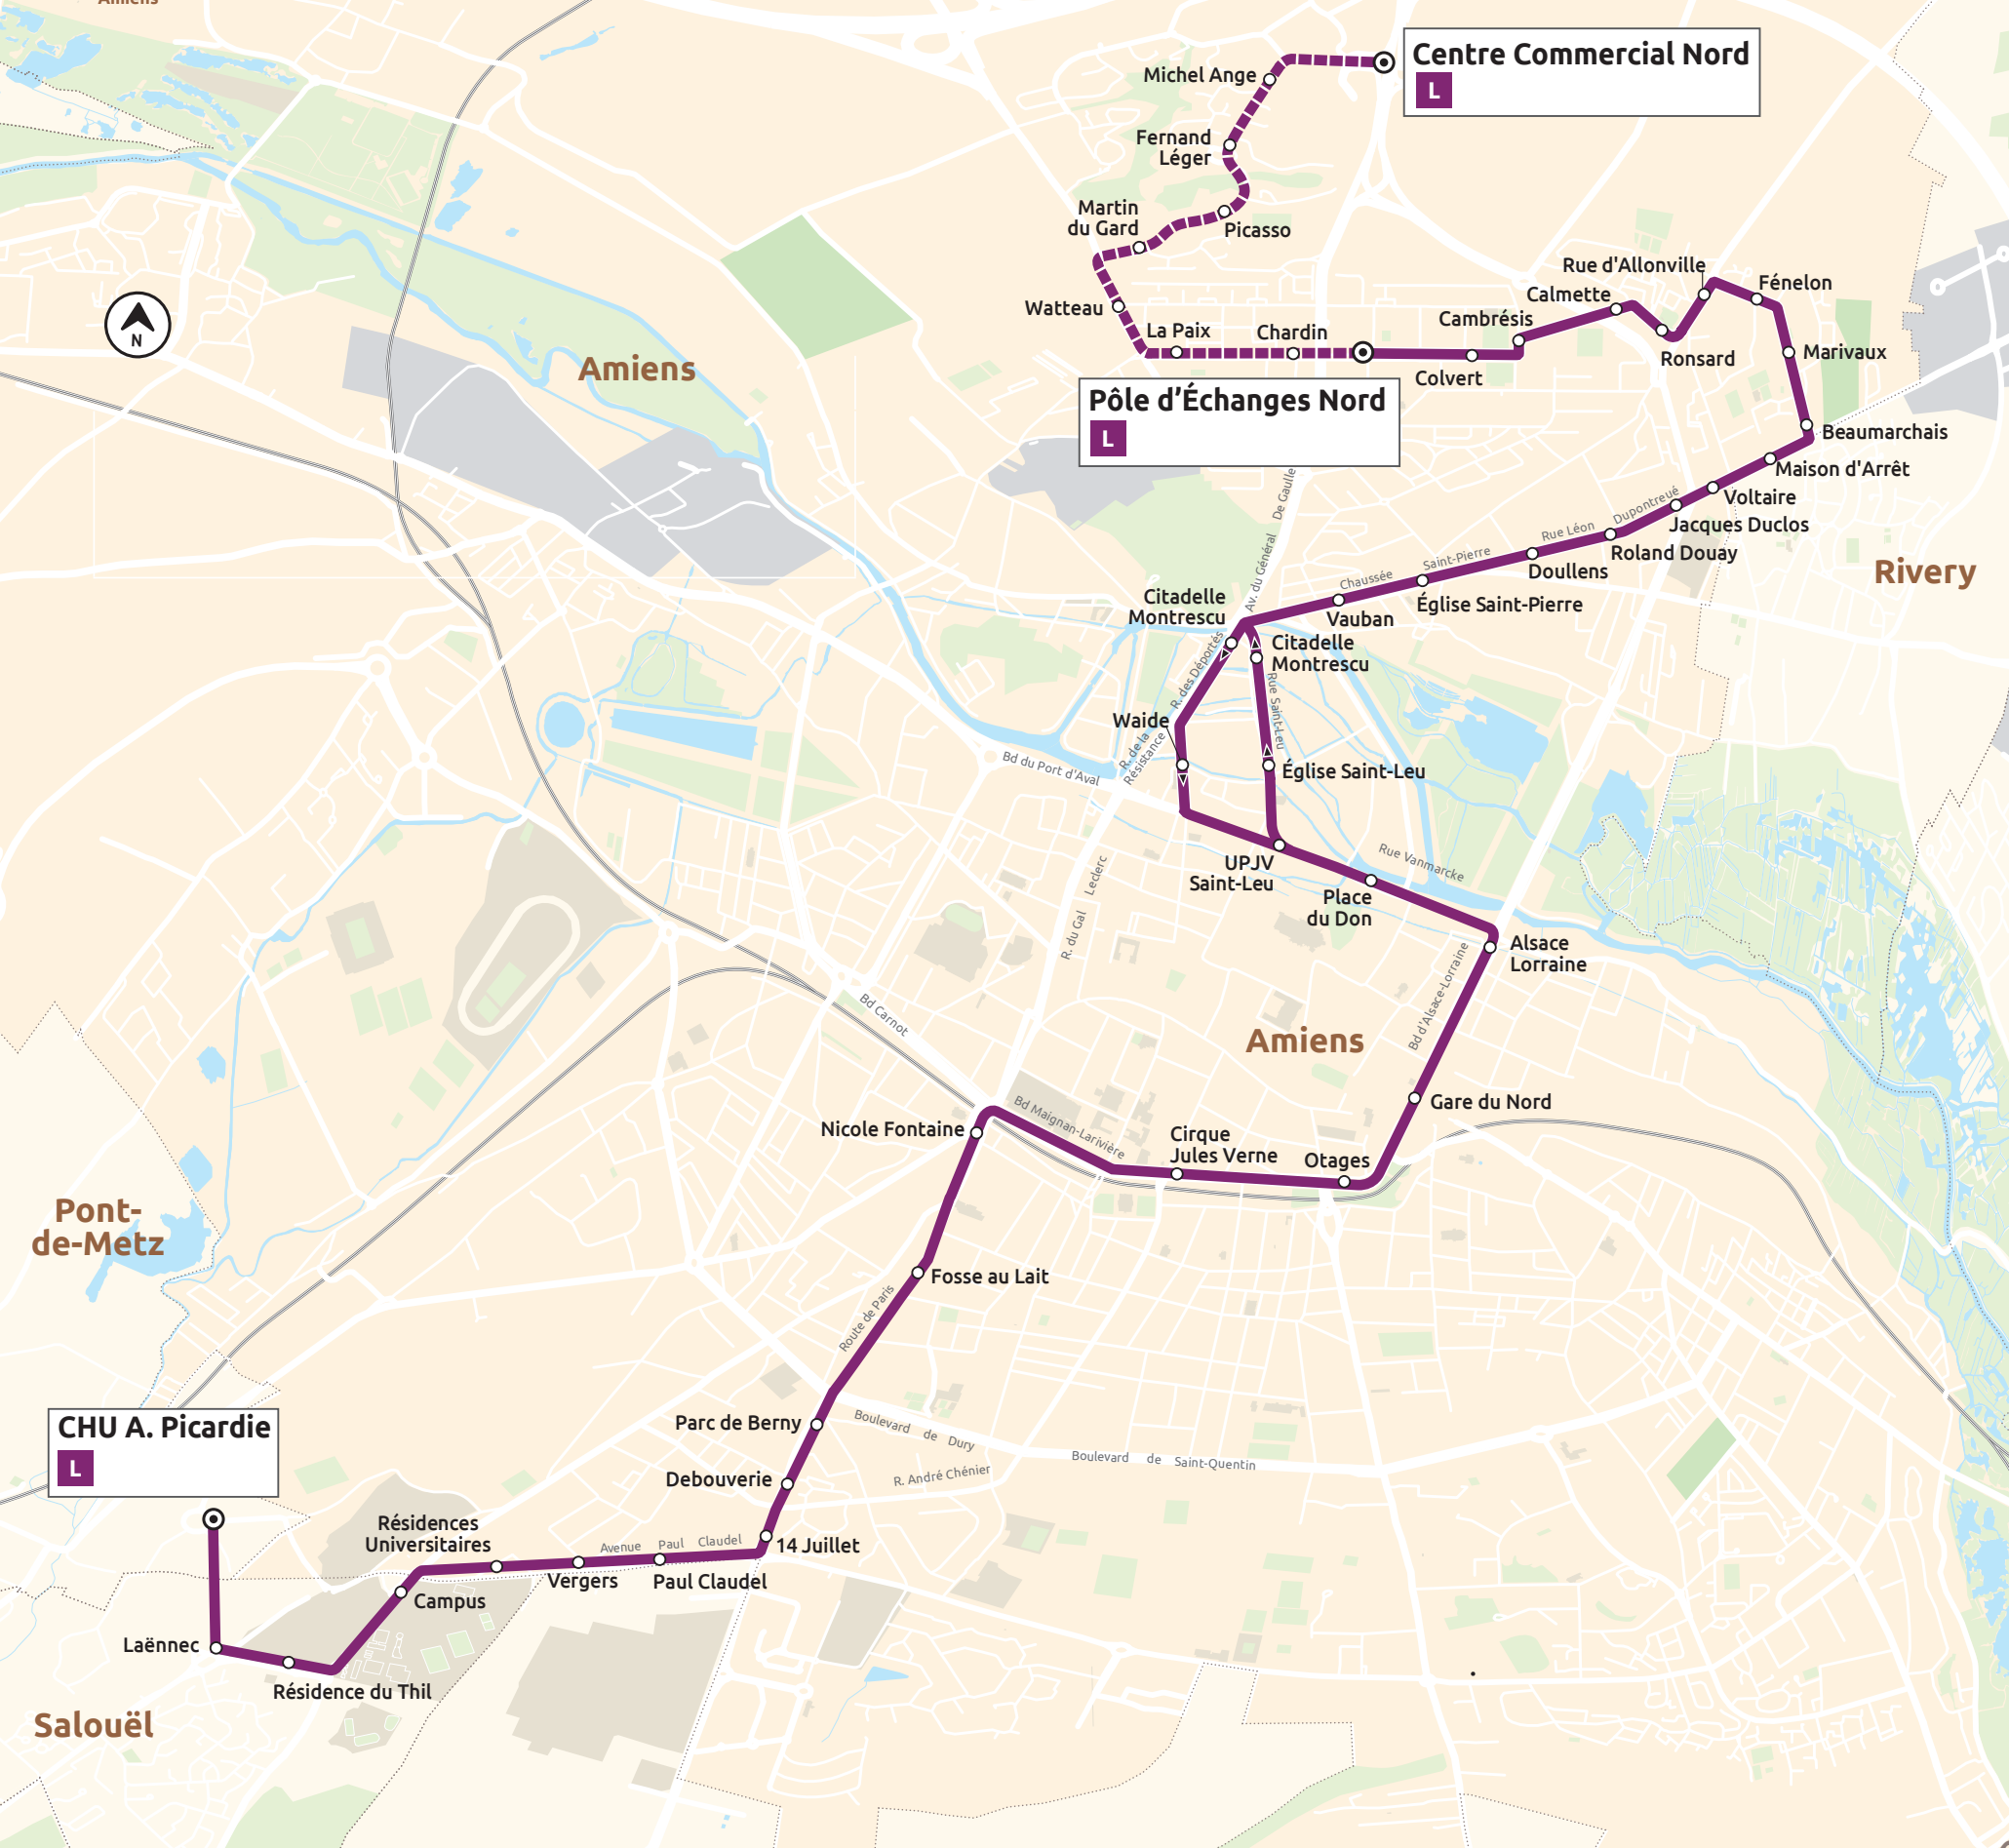 Amiens
Centre Commercial Nord
L
Michel Ange
Fernand
Léger
Martin
du Gard
Picasso
Watteau
La Paix
Chardin
Pôle d’Échanges Nord
L
Colvert
Cambrésis
Calmette
Rue d'Allonville
Ronsard
Fénelon
Marivaux
Beaumarchais
Maison d'Arrêt
Voltaire
Jacques Duclos
Roland Douay
Doullens
Église Saint-Pierre
Vauban
Rue Léon Dupontreué
Chaussée Saint-Pierre
Av. du Général De Gaulle
N
Amiens
Rivery
Citadelle
Montrescu
Citadelle
Montrescu
R. des Déportés
R. de la
Résistance
Rue Saint-Leu
Waide
Église Saint-Leu
Bd du Port d'Aval
UPJV
Saint-Leu
Rue Vanmarcke
Place
du Don
Alsace
Lorraine
R. du Gal Leclerc
Bd d'Alsace-Lorraine
Bd Carnot
Amiens
Gare du Nord
Bd Maignan-Larivière
Nicole Fontaine
Cirque
Jules Verne
Otages
Pont-
de-Metz
Fosse au Lait
Route de Paris
Parc de Berny
Boulevard de Dury
Boulevard de Saint-Quentin
R. André Chénier
Debouverie
CHU A. Picardie
L
Résidences
Universitaires
Avenue Paul Claudel
14 Juillet
Vergers
Paul Claudel
Campus
Laënnec
Résidence du Thil
Salouël